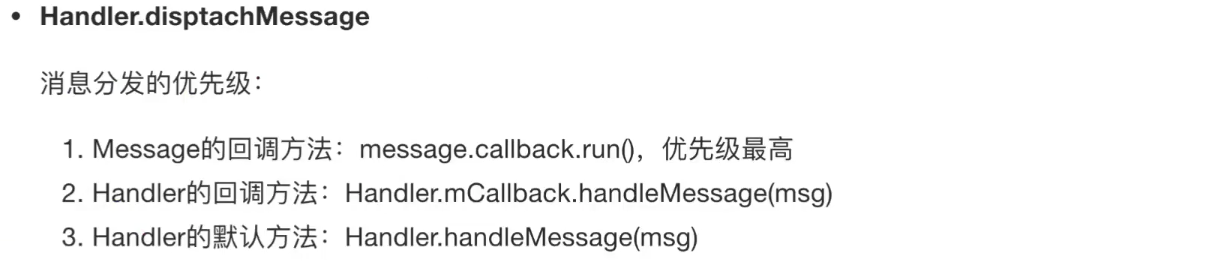 • Handler.disptachMessage
消息分发的优先级：
1. Message的回调方法：message.callback.run()，优先级最高
2. Handler的回调方法：Handler.mCallback.handleMessage(msg)
3. Handler的默认方法：Handler.handleMessage(msg)